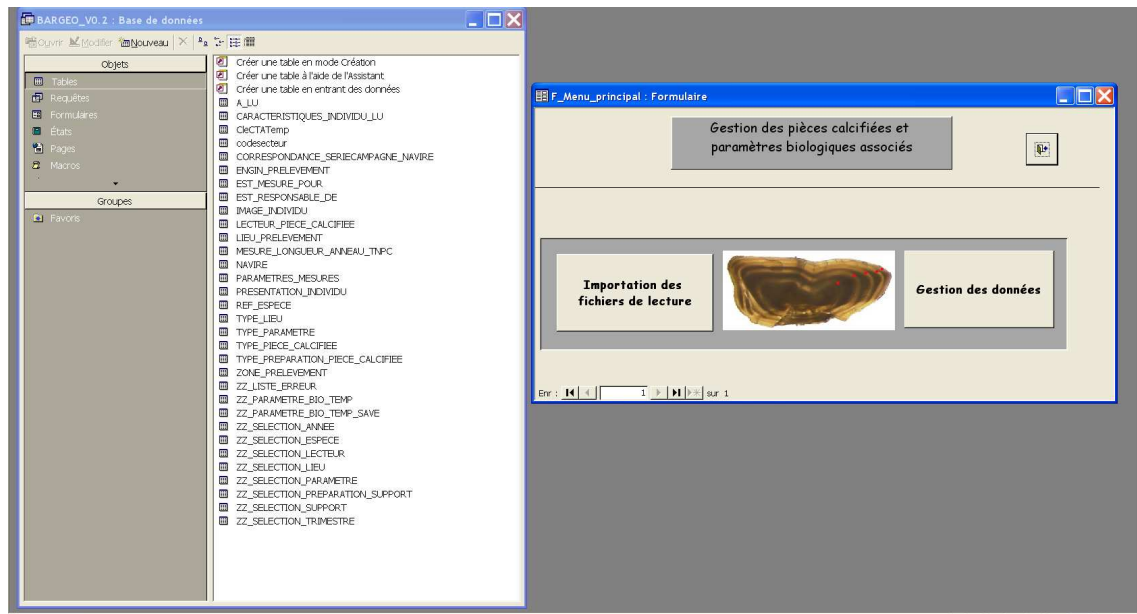 BARGEO_V0.2 : Base de données
Ouvrir Modifier Nouveau
Objets
Tables
Requêtes
Formulaires
États
Pages
Macros
Groupes
Favoris
Créer une table en mode Création
Créer une table à l'aide de l'Assistant
Créer une table en entrant des données
A_LU
CARACTERISTIQUES_INDIVIDU_LU
CleCTATemp
codesecteur
CORRESPONDANCE_SERIECAMPAGNE_NAVIRE
ENGIN_PRELEVEMENT
EST_MESURE_POUR
EST_RESPONSABLE_DE
IMAGE_INDIVIDU
LECTEUR_PIECE_CALCIFIEE
LIEU_PRELEVEMENT
MESURE_LONGUEUR_ANNEAU_TNPC
NAVIRE
PARAMETRES_MESURES
PRESENTATION_INDIVIDU
REF_ESPECE
TYPE_LIEU
TYPE_PARAMETRE
TYPE_PIECE_CALCIFIEE
TYPE_PREPARATION_PIECE_CALCIFIEE
ZONE_PRELEVEMENT
ZZ_LISTE_ERREUR
ZZ_PARAMETRE_BIO_TEMP
ZZ_PARAMETRE_BIO_TEMP_SAVE
ZZ_SELECTION_ANNEE
ZZ_SELECTION_ESPECE
ZZ_SELECTION_LECTEUR
ZZ_SELECTION_LIEU
ZZ_SELECTION_PARAMETRE
ZZ_SELECTION_PREPARATION_SUPPORT
ZZ_SELECTION_SUPPORT
ZZ_SELECTION_TRIMESTRE
F_Menu_principal : Formulaire
Gestion des pièces calcifiées et
paramètres biologiques associés
Importation des
fichiers de lecture
Gestion des données
Enr : 1 sur 1